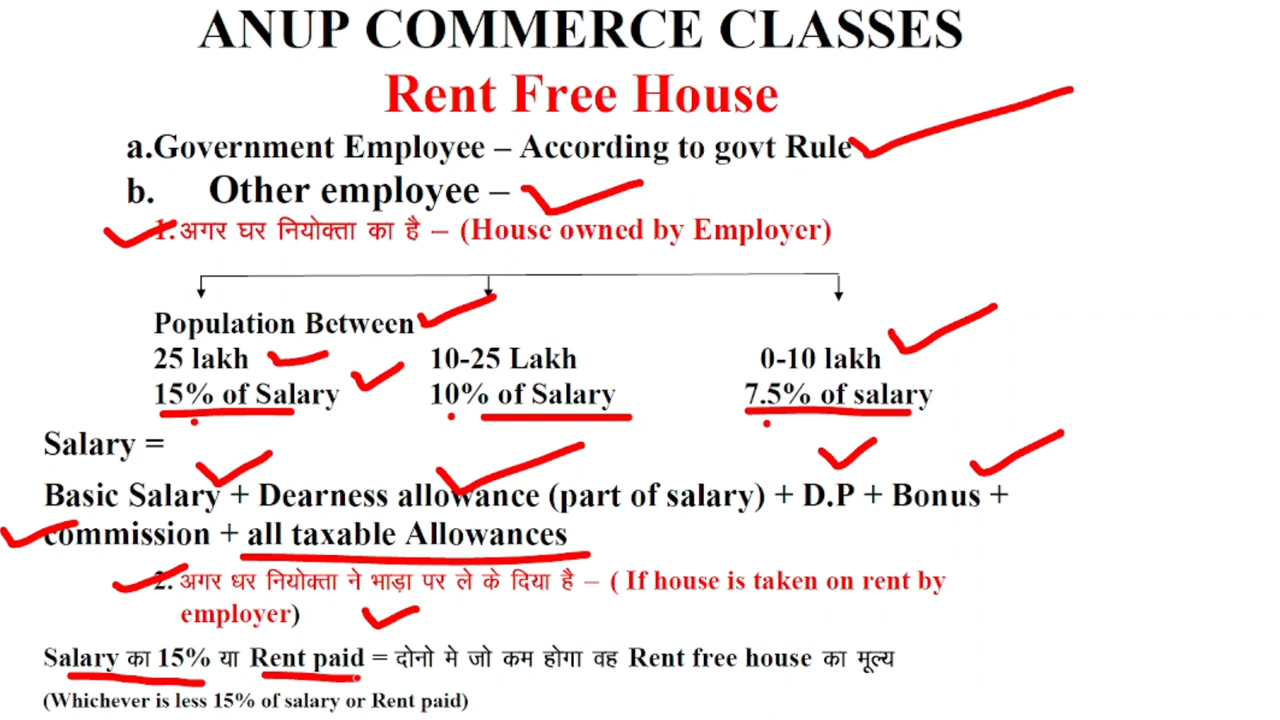 ANUP COMMERCE CLASSES
Rent Free House
a.Government Employee – According to govt Rule
b. Other employee –
1. अगर घर नियोक्ता का है – (House owned by Employer)
Population Between
25 lakh 10-25 Lakh 0-10 lakh
15% of Salary 10% of Salary 7.5% of salary
Salary =
Basic Salary + Dearness allowance (part of salary) + D.P + Bonus +
commission + all taxable Allowances
2. अगर धर नियोक्ता ने भाड़ा पर ले के दिया है – ( If house is taken on rent by
employer)
Salary का 15% या Rent paid = दोनो मे जो कम होगा वह Rent free house का मूल्य
(Whichever is less 15% of salary or Rent paid)